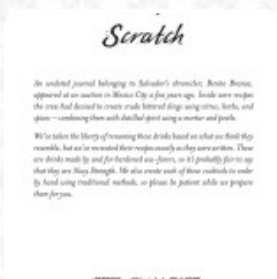 Scratch
An undated journal belonging to Salvador's chronicler, Benito Bronze,
appeared at an auction in Mexico City a few years ago. Inside were recipes
the crew had devised to create crude bittered slings using citrus, herbs, and
spices – combining them with distilled spirit using a mortar and pestle.
We've taken the liberty of renaming these drinks based on what we think they
resemble, but we've recreated their recipes exactly as they were written. These
are drinks made by and for hardened sea-farers, so it's probably fair to say
that they are Navy Strength. We also create each of these cocktails to order
by hand using traditional methods, so please be patient while we prepare
them for you.